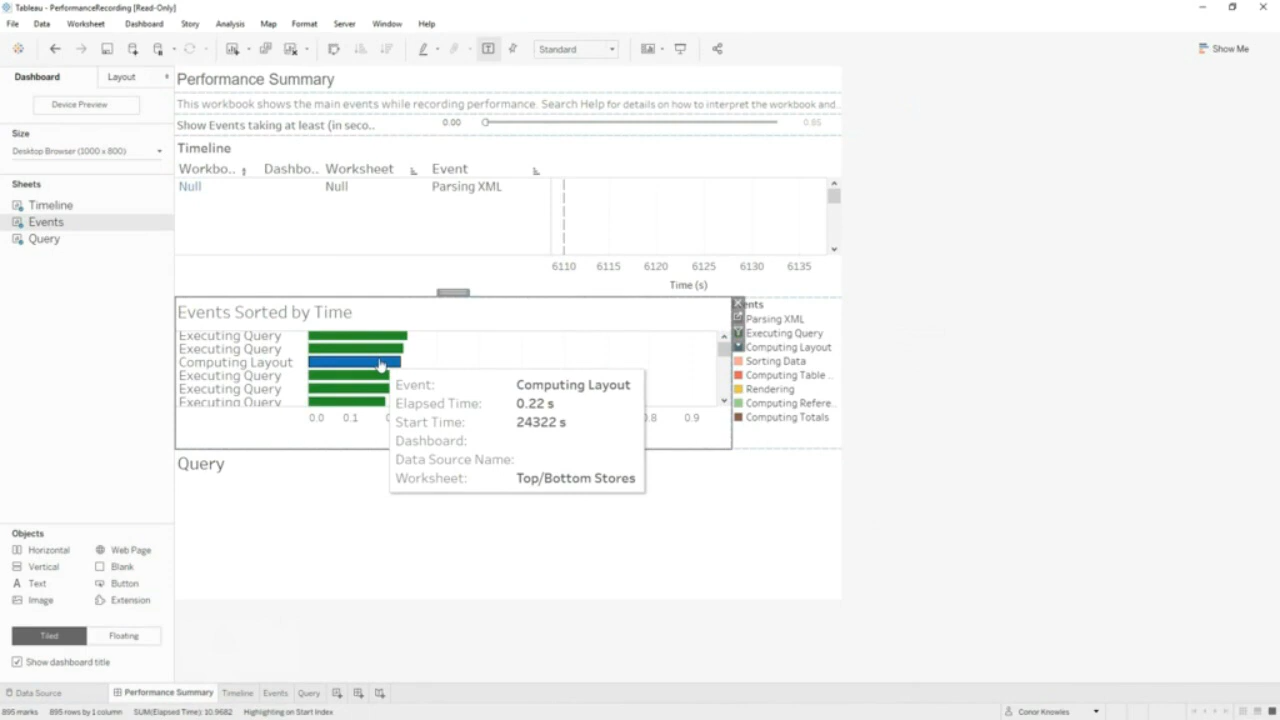 Tableau - PerformanceRecording [Read-Only]
File Data Worksheet Dashboard Story Analysis Map Format Server Window Help
Standard
Show Me
Dashboard Layout
Device Preview
Size
Desktop Browser (1000 x 800)
Sheets
Timeline
Events
Query
Performance Summary
This workbook shows the main events while recording performance. Search Help for details on how to interpret the workbook and..
Show Events taking at least (in seco.. 0.00 0.85
Timeline
Workbo.. Dashbo.. Worksheet Event
Null Null Parsing XML
6110 6115 6120 6125 6130 6135
Time (s)
Events Sorted by Time
Executing Query
Executing Query
Computing Layout
Executing Query
Executing Query
Executing Query
0.0 0.1 0.8 0.9
Event: Computing Layout
Elapsed Time: 0.22 s
Start Time: 24322 s
Dashboard:
Data Source Name:
Worksheet: Top/Bottom Stores
Parsing XML
Executing Query
Computing Layout
Sorting Data
Computing Table ..
Rendering
Computing Refere..
Computing Totals
Query
Objects
Horizontal Web Page
Vertical Blank
A Text Button
Image Extension
Tiled Floating
Show dashboard title
Data Source Performance Summary Timeline Events Query
895 marks 895 rows by 1 column SUM(Elapsed Time): 10.9682 Highlighting on Start Index Conor Knowles